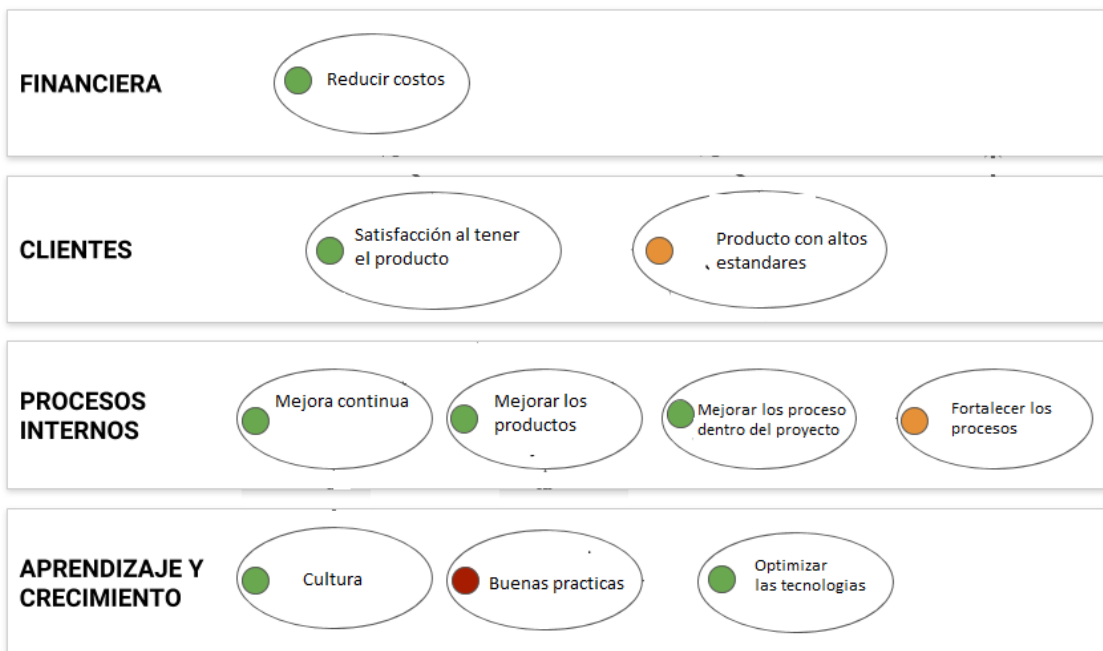 FINANCIERA
Reducir costos
CLIENTES
Satisfacción al tener
el producto
Producto con altos
estandares
PROCESOS
INTERNOS
Mejora continua
Mejorar los
productos
Mejorar los proceso
dentro del proyecto
Fortalecer los
procesos
APRENDIZAJE Y
CRECIMIENTO
Cultura
Buenas practicas
Optimizar
las tecnologias